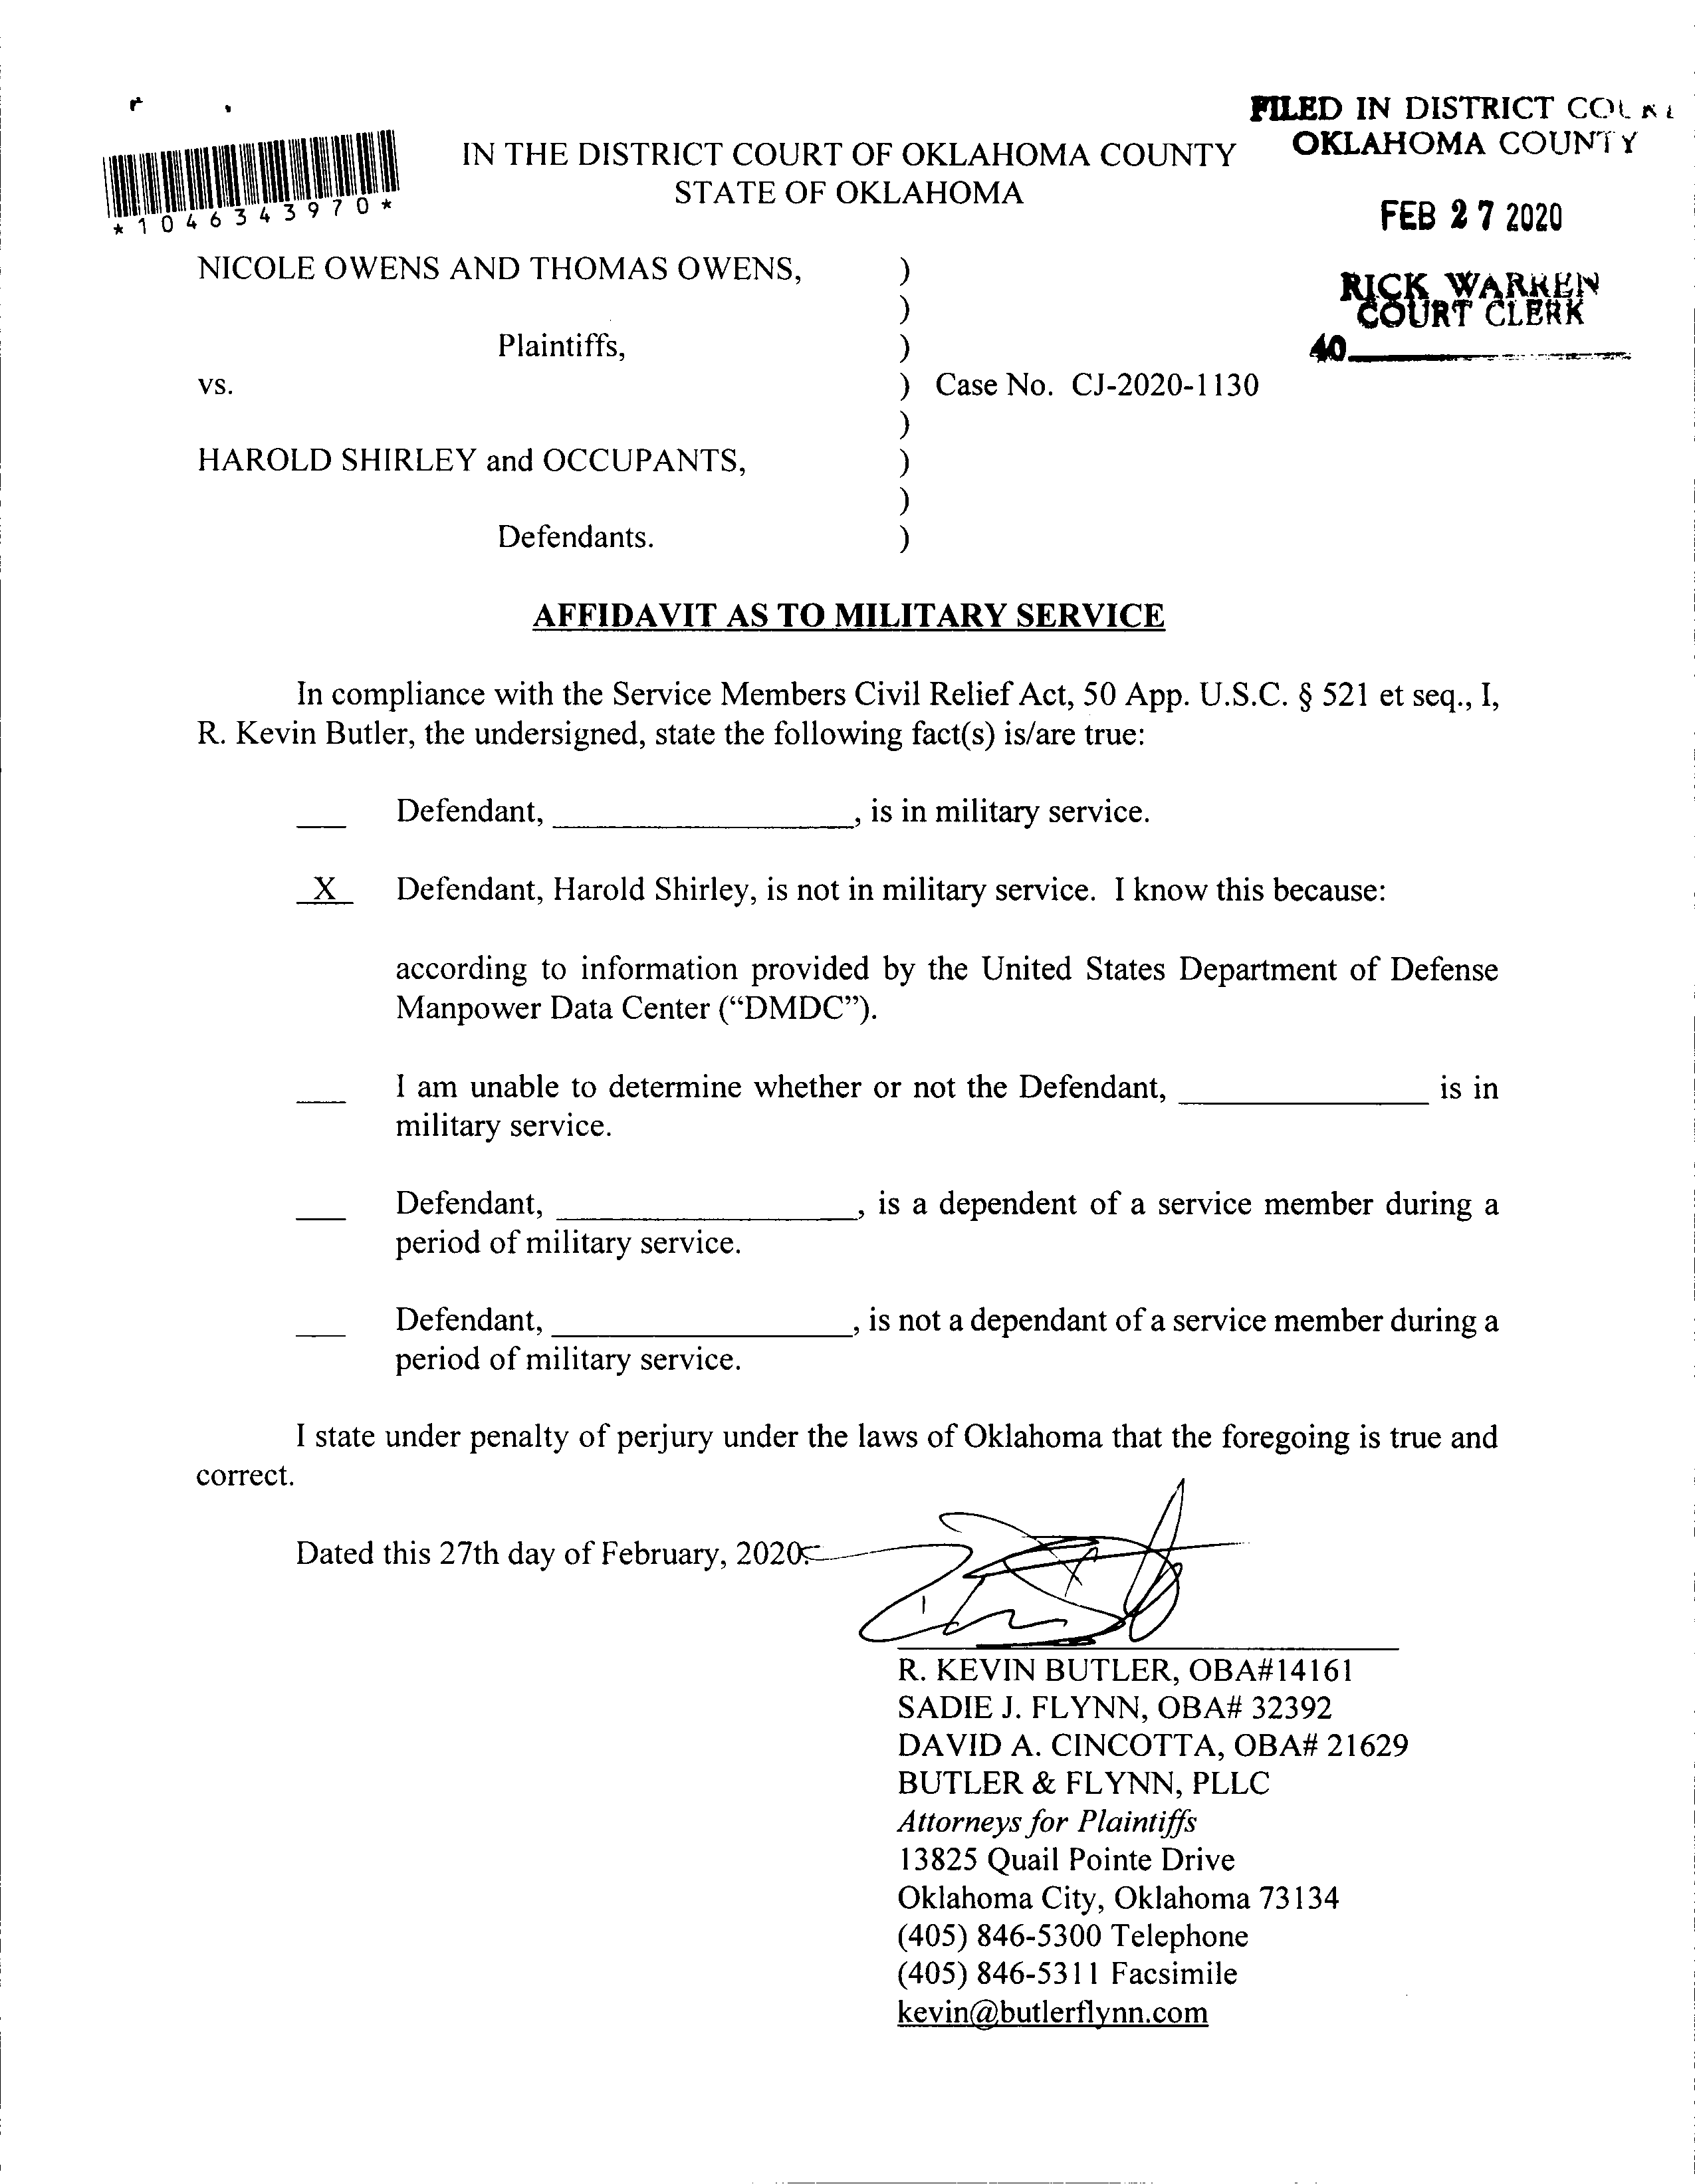 FILED IN DISTRICT COURT
OKLAHOMA COUNTY
IN THE DISTRICT COURT OF OKLAHOMA COUNTY
STATE OF OKLAHOMA
*1046343970*
FEB 27 2020
RICK WARREN
COURT CLERK
40
NICOLE OWENS AND THOMAS OWENS, )
)
Plaintiffs, )
vs. ) Case No. CJ-2020-1130
)
HAROLD SHIRLEY and OCCUPANTS, )
)
Defendants. )
AFFIDAVIT AS TO MILITARY SERVICE
In compliance with the Service Members Civil Relief Act, 50 App. U.S.C. § 521 et seq., I,
R. Kevin Butler, the undersigned, state the following fact(s) is/are true:
___ Defendant, ___________________, is in military service.
X Defendant, Harold Shirley, is not in military service. I know this because:
according to information provided by the United States Department of Defense
Manpower Data Center (“DMDC”).
___ I am unable to determine whether or not the Defendant, ________________ is in
military service.
___ Defendant, ___________________, is a dependent of a service member during a
period of military service.
___ Defendant, ___________________, is not a dependant of a service member during a
period of military service.
I state under penalty of perjury under the laws of Oklahoma that the foregoing is true and
correct.
Dated this 27th day of February, 2020.
R. KEVIN BUTLER, OBA#14161
SADIE J. FLYNN, OBA# 32392
DAVID A. CINCOTTA, OBA# 21629
BUTLER & FLYNN, PLLC
Attorneys for Plaintiffs
13825 Quail Pointe Drive
Oklahoma City, Oklahoma 73134
(405) 846-5300 Telephone
(405) 846-5311 Facsimile
kevin@butlerflynn.com